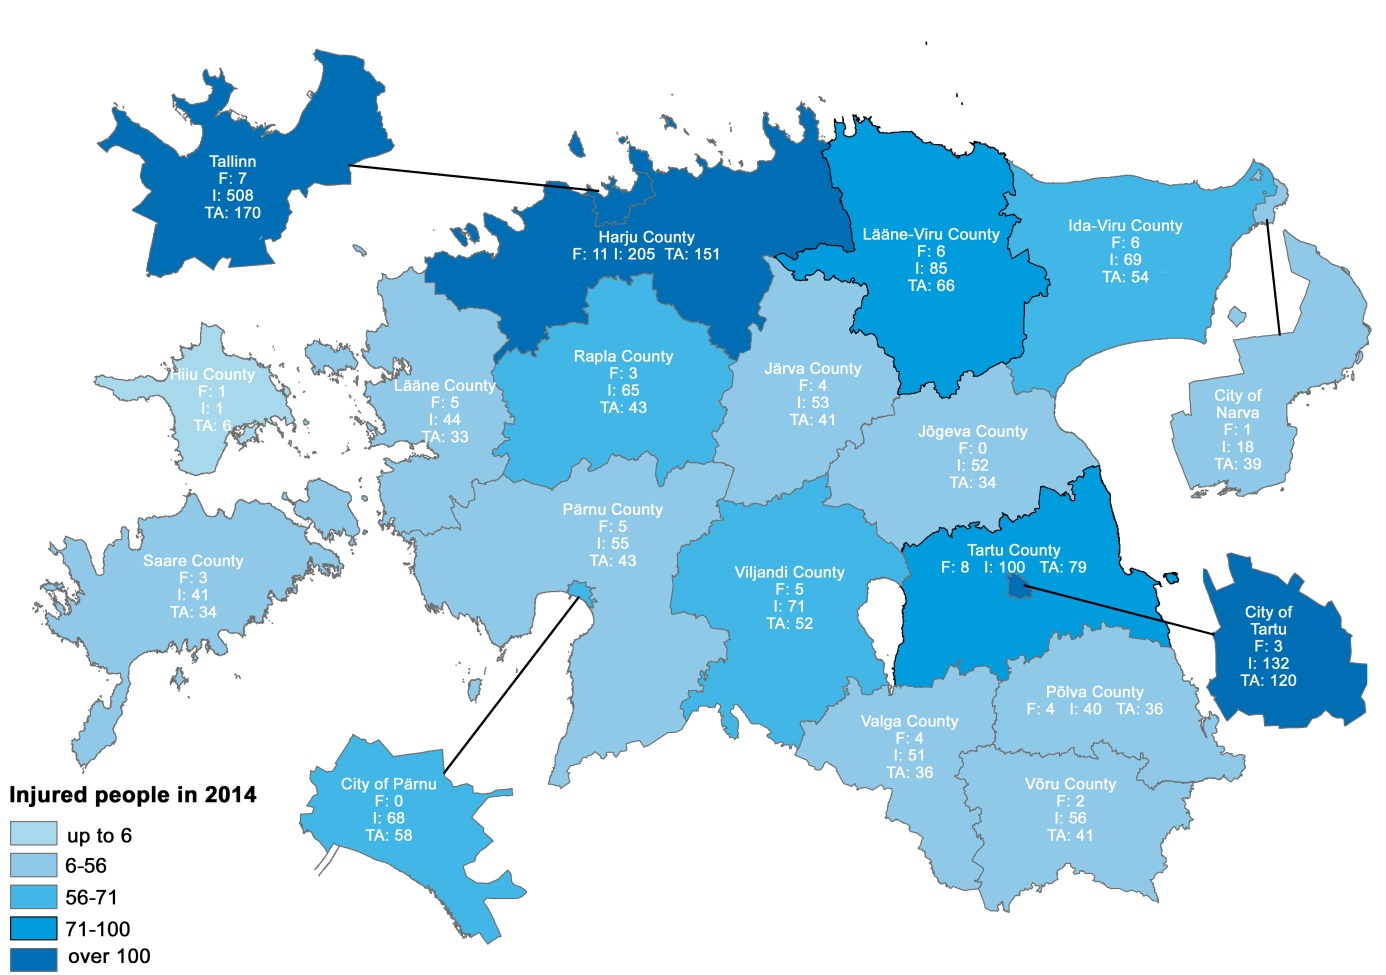 Tallinn
F: 7
I: 508
TA: 170
Harju County
F: 11 I: 205 TA: 151
Lääne-Viru County
F: 6
I: 85
TA: 66
Ida-Viru County
F: 6
I: 69
TA: 54
Hiiu County
F: 1
I: 1
TA: 6
Lääne County
F: 5
I: 44
TA: 33
Rapla County
F: 3
I: 65
TA: 43
Järva County
F: 4
I: 53
TA: 41
Jõgeva County
F: 0
I: 52
TA: 34
City of
Narva
F: 1
I: 18
TA: 39
Saare County
F: 3
I: 41
TA: 34
Pärnu County
F: 5
I: 55
TA: 43
Viljandi County
F: 5
I: 71
TA: 52
Tartu County
F: 8 I: 100 TA: 79
City of
Tartu
F: 3
I: 132
TA: 120
Põlva County
F: 4 I: 40 TA: 36
Valga County
F: 4
I: 51
TA: 36
Võru County
F: 2
I: 56
TA: 41
City of Pärnu
F: 0
I: 68
TA: 58
Injured people in 2014
up to 6
6-56
56-71
71-100
over 100